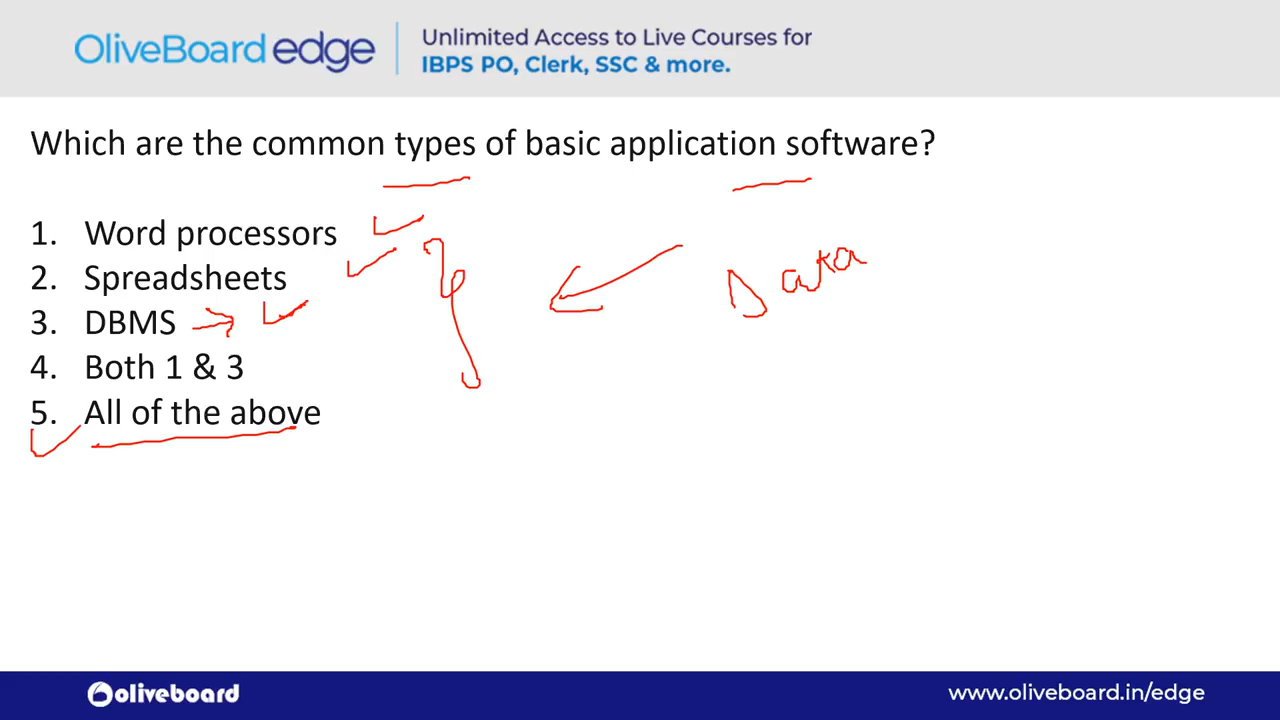 OliveBoard edge
Unlimited Access to Live Courses for
IBPS PO, Clerk, SSC & more.
Which are the common types of basic application software?
1. Word processors
2. Spreadsheets
3. DBMS
4. Both 1 & 3
5. All of the above
Data
oliveboard
www.oliveboard.in/edge